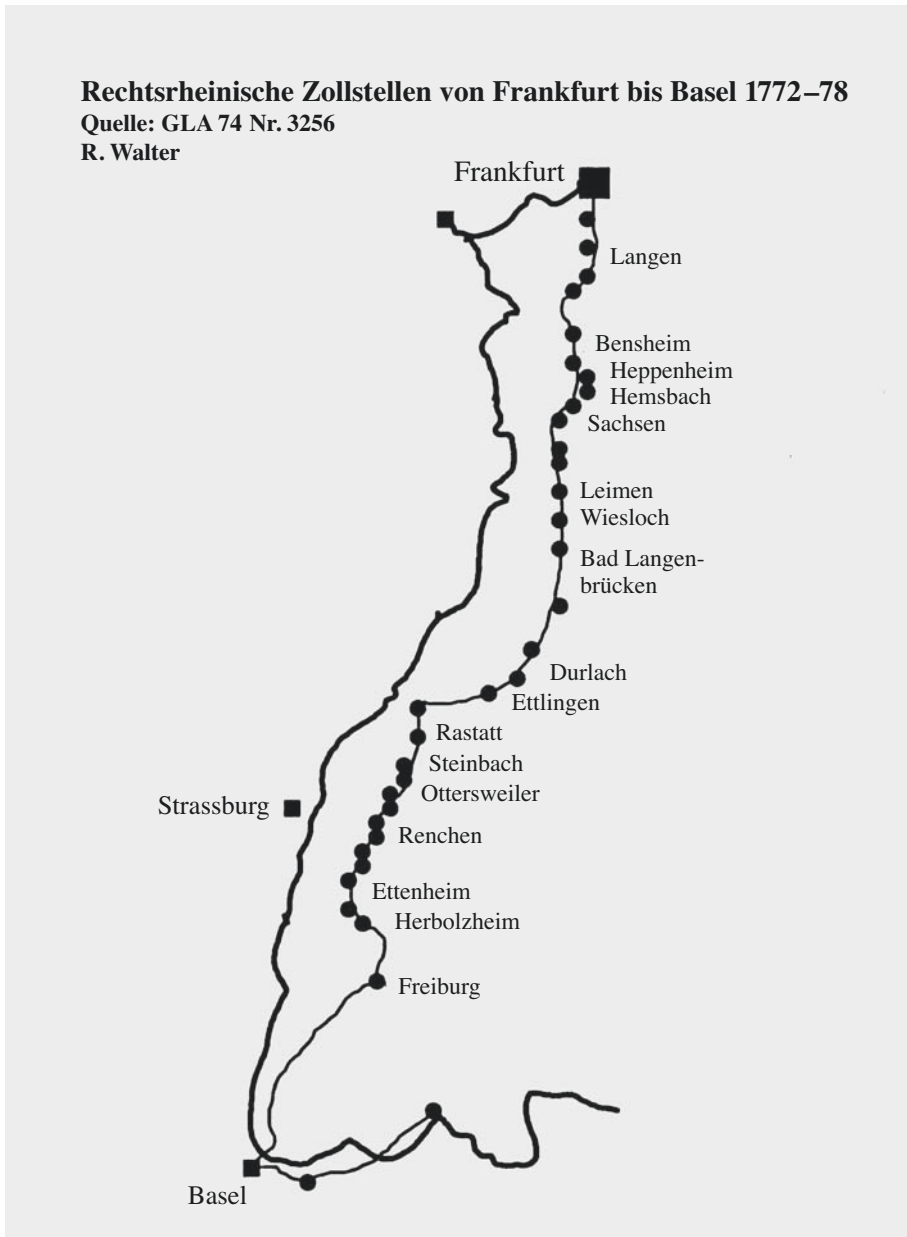 Rechtsrheinische Zollstellen von Frankfurt bis Basel 1772–78
Quelle: GLA 74 Nr. 3256
R. Walter
Frankfurt
Langen
Bensheim
Heppenheim
Hemsbach
Sachsen
Leimen
Wiesloch
Bad Langen-
brücken
Durlach
Ettlingen
Rastatt
Steinbach
Ottersweiler
Strassburg
Renchen
Ettenheim
Herbolzheim
Freiburg
Basel